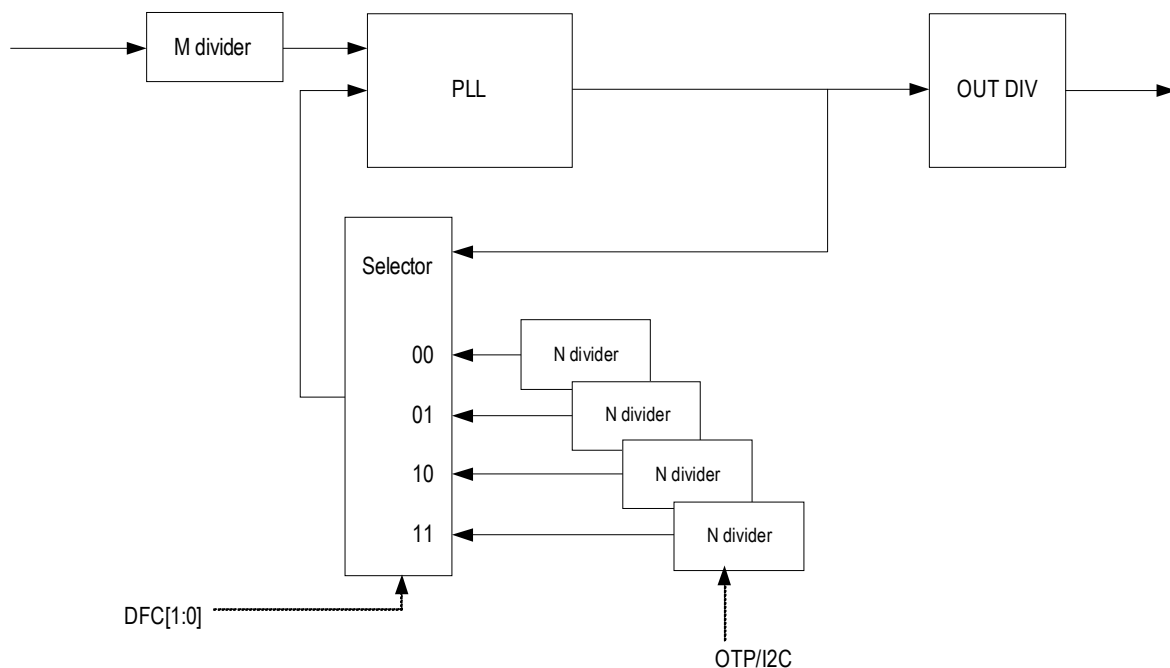 M divider
PLL
OUT DIV
Selector
00
N divider
01
N divider
10
N divider
11
N divider
DFC[1:0]
OTP/I2C